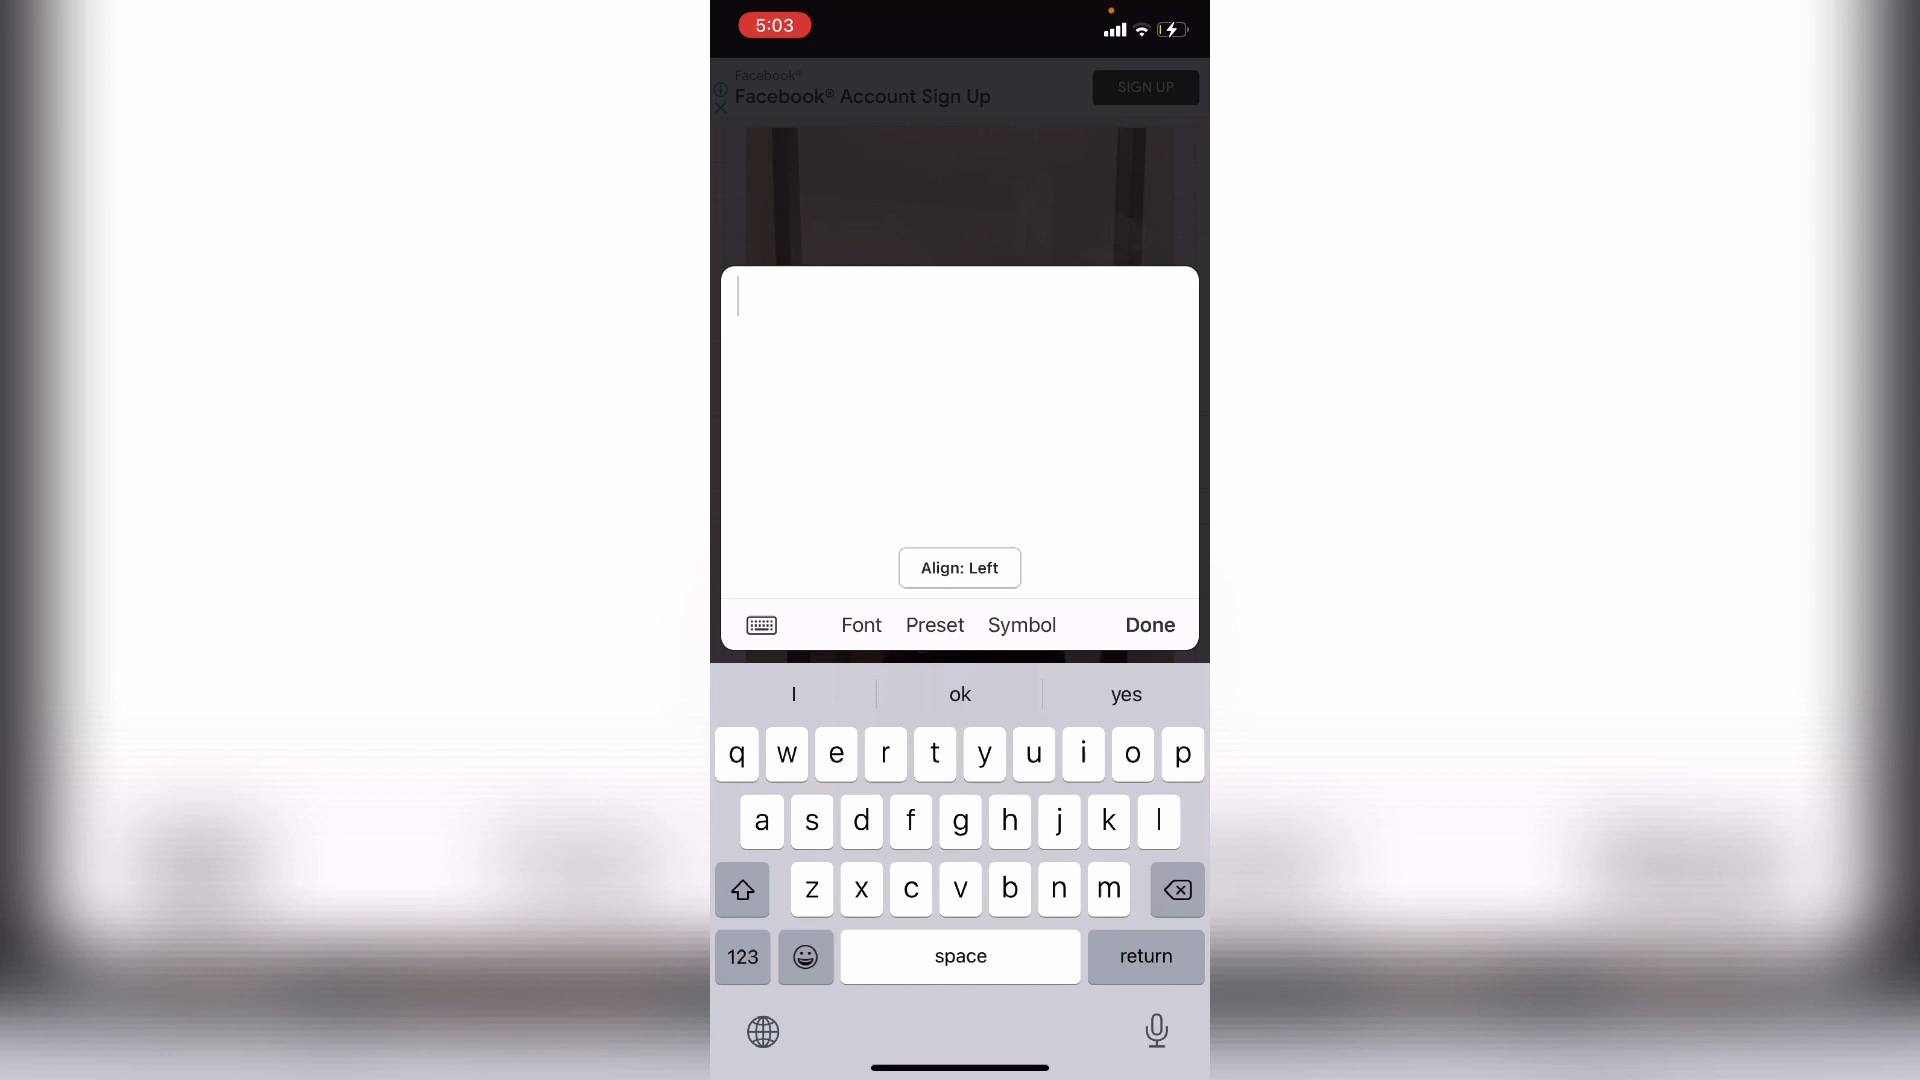 5:03
Facebook®
Facebook® Account Sign Up
SIGN UP
Align: Left
Font Preset Symbol Done
I ok yes
q w e r t y u i o p
a s d f g h j k l
z x c v b n m
123 space return